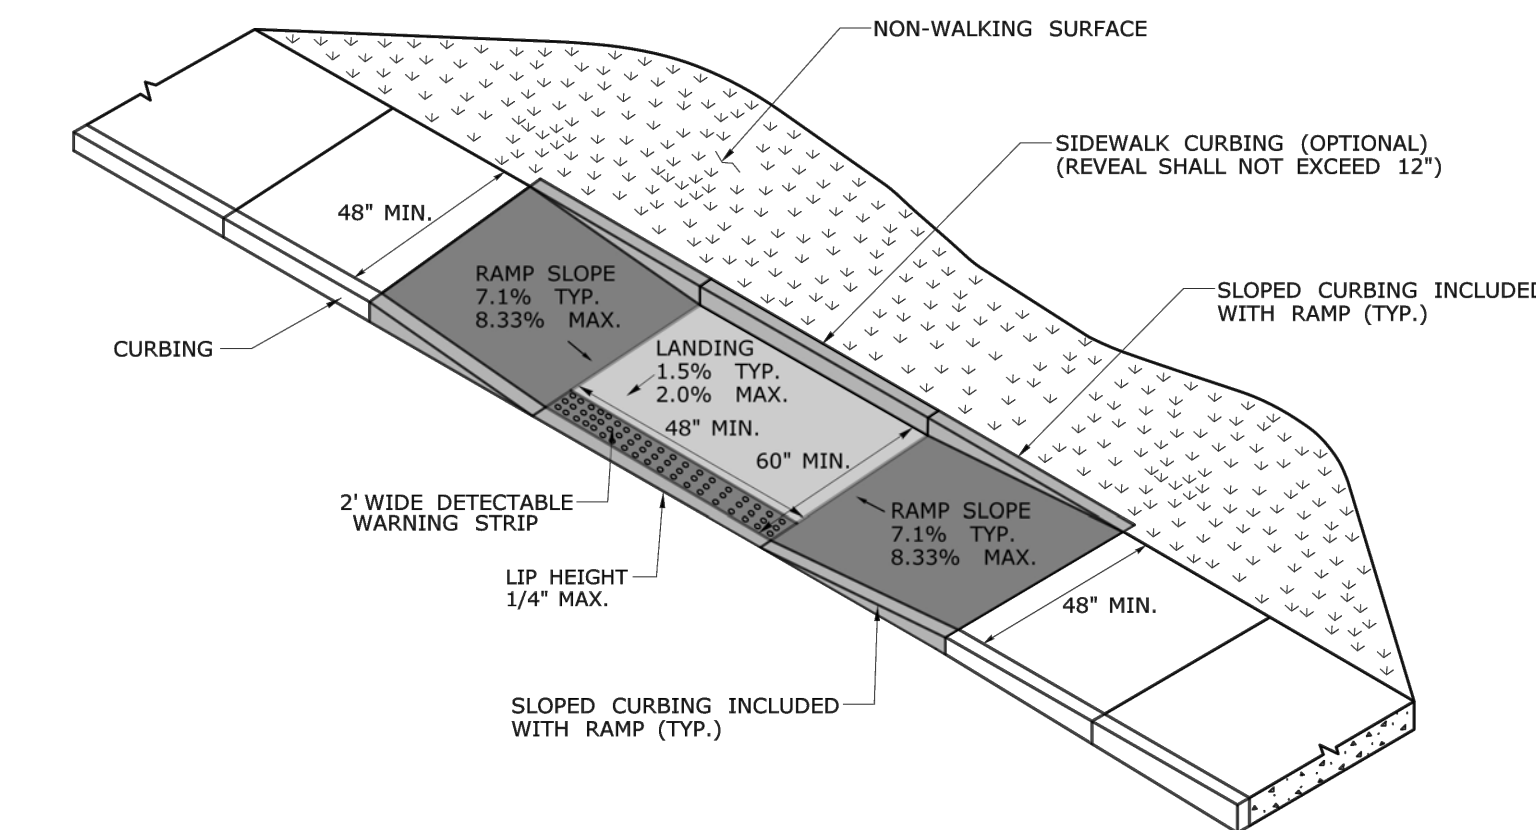 NON-WALKING SURFACE
SIDEWALK CURBING (OPTIONAL)
(REVEAL SHALL NOT EXCEED 12")
48" MIN.
RAMP SLOPE
7.1% TYP.
8.33% MAX.
SLOPED CURBING INCLUDED
WITH RAMP (TYP.)
CURBING
LANDING
1.5% TYP.
2.0% MAX.
48" MIN.
60" MIN.
2' WIDE DETECTABLE
WARNING STRIP
RAMP SLOPE
7.1% TYP.
8.33% MAX.
LIP HEIGHT
1/4" MAX.
48" MIN.
SLOPED CURBING INCLUDED
WITH RAMP (TYP.)